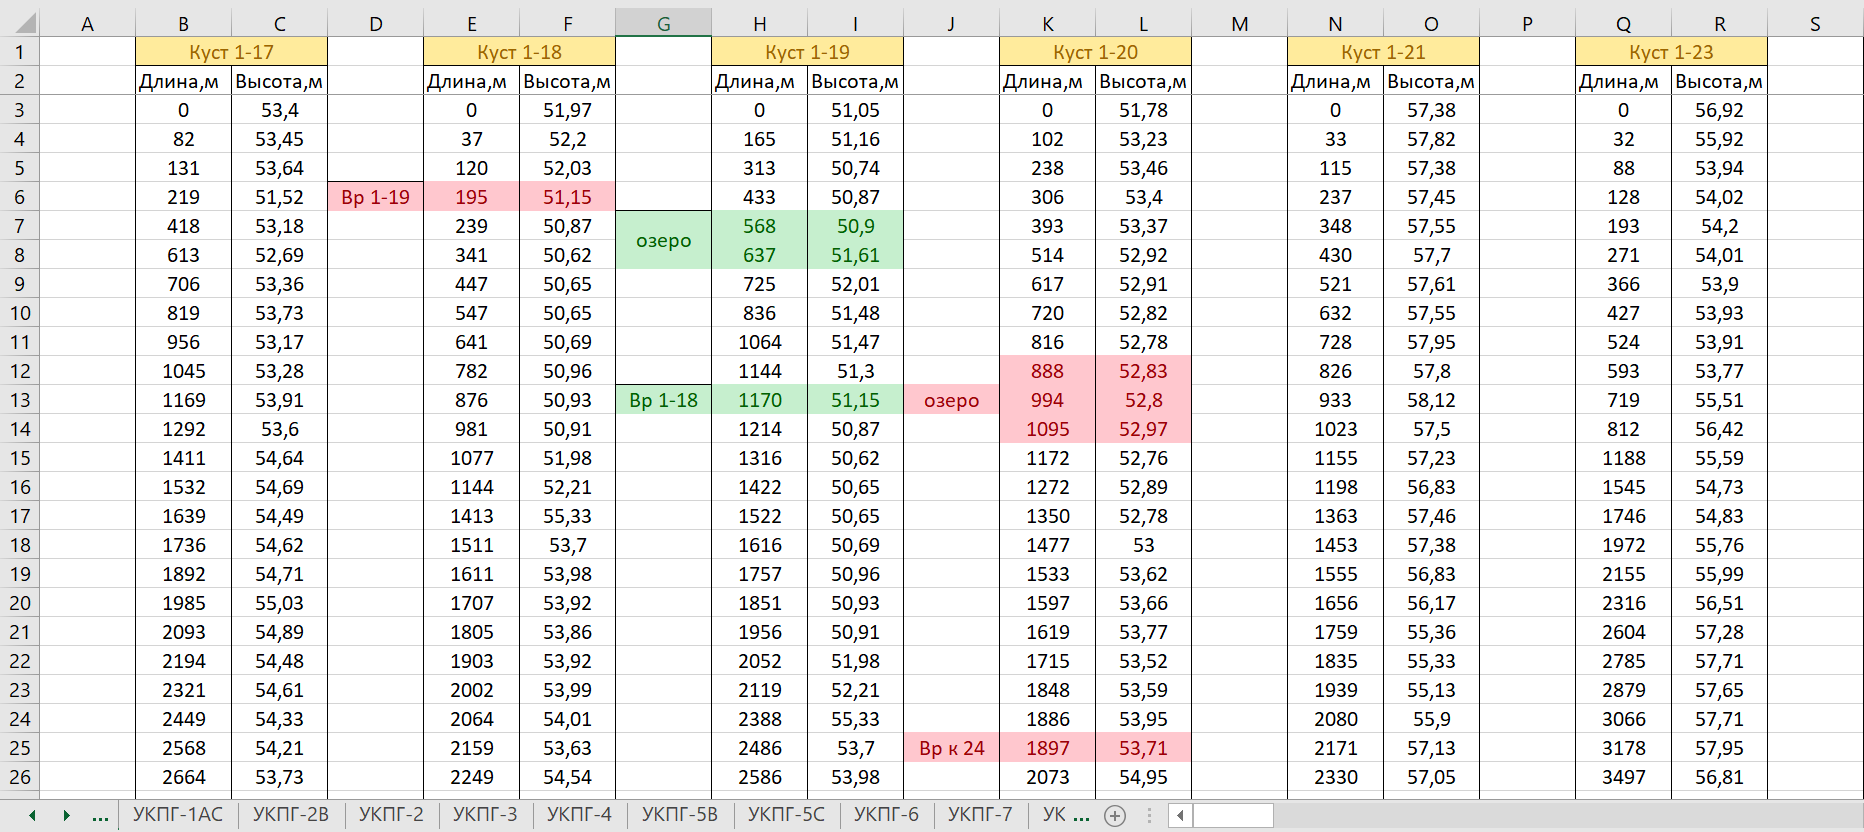 A B C D E F G H I J K L M N O P Q R S
1 Куст 1-17 Куст 1-18 Куст 1-19 Куст 1-20 Куст 1-21 Куст 1-23
2 Длина,м Высота,м Длина,м Высота,м Длина,м Высота,м Длина,м Высота,м Длина,м Высота,м Длина,м Высота,м
3 0 53,4 0 51,97 0 51,05 0 51,78 0 57,38 0 56,92
4 82 53,45 37 52,2 165 51,16 102 53,23 33 57,82 32 55,92
5 131 53,64 120 52,03 313 50,74 238 53,46 115 57,38 88 53,94
6 219 51,52 Вр 1-19 195 51,15 433 50,87 306 53,4 237 57,45 128 54,02
7 418 53,18 239 50,87 568 50,9 393 53,37 348 57,55 193 54,2
озеро
8 613 52,69 341 50,62 637 51,61 514 52,92 430 57,7 271 54,01
9 706 53,36 447 50,65 725 52,01 617 52,91 521 57,61 366 53,9
10 819 53,73 547 50,65 836 51,48 720 52,82 632 57,55 427 53,93
11 956 53,17 641 50,69 1064 51,47 816 52,78 728 57,95 524 53,91
12 1045 53,28 782 50,96 1144 51,3 888 52,83 826 57,8 593 53,77
13 1169 53,91 876 50,93 Вр 1-18 1170 51,15 озеро 994 52,8 933 58,12 719 55,51
14 1292 53,6 981 50,91 1214 50,87 1095 52,97 1023 57,5 812 56,42
15 1411 54,64 1077 51,98 1316 50,62 1172 52,76 1155 57,23 1188 55,59
16 1532 54,69 1144 52,21 1422 50,65 1272 52,89 1198 56,83 1545 54,73
17 1639 54,49 1413 55,33 1522 50,65 1350 52,78 1363 57,46 1746 54,83
18 1736 54,62 1511 53,7 1616 50,69 1477 53 1453 57,38 1972 55,76
19 1892 54,71 1611 53,98 1757 50,96 1533 53,62 1555 56,83 2155 55,99
20 1985 55,03 1707 53,92 1851 50,93 1597 53,66 1656 56,17 2316 56,51
21 2093 54,89 1805 53,86 1956 50,91 1619 53,77 1759 55,36 2604 57,28
22 2194 54,48 1903 53,92 2052 51,98 1715 53,52 1835 55,33 2785 57,71
23 2321 54,61 2002 53,99 2119 52,21 1848 53,59 1939 55,13 2879 57,65
24 2449 54,33 2064 54,01 2388 55,33 1886 53,95 2080 55,9 3066 57,71
25 2568 54,21 2159 53,63 2486 53,7 Вр к 24 1897 53,71 2171 57,13 3178 57,95
26 2664 53,73 2249 54,54 2586 53,98 2073 54,95 2330 57,05 3497 56,81
... УКПГ-1АС УКПГ-2В УКПГ-2 УКПГ-3 УКПГ-4 УКПГ-5В УКПГ-5С УКПГ-6 УКПГ-7 УК ...